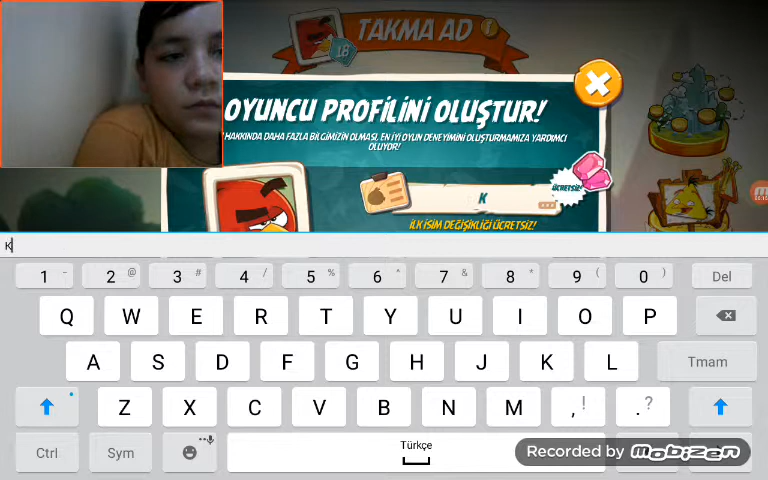 TAKMA AD
18
OYUNCU PROFİLİNİ OLUŞTUR!
HAKKINDA DAHA FAZLA BİLGİMİZİN OLMASI, EN İYİ OYUN DENEYİMİNİ OLUŞTURMAMIZA YARDIMCI
OLUYOR!
K
ÜCRETSİZ!
İLK İSİM DEĞİŞİKLİĞİ ÜCRETSİZ!
K
1 - 2 @ 3 # 4 / 5 % 6 ^ 7 & 8 * 9 ( 0 ) Del
Q W E R T Y U I O P
A S D F G H J K L Tamam
Z X C V B N M , ! . ?
Ctrl Sym Türkçe
Recorded by mobizen